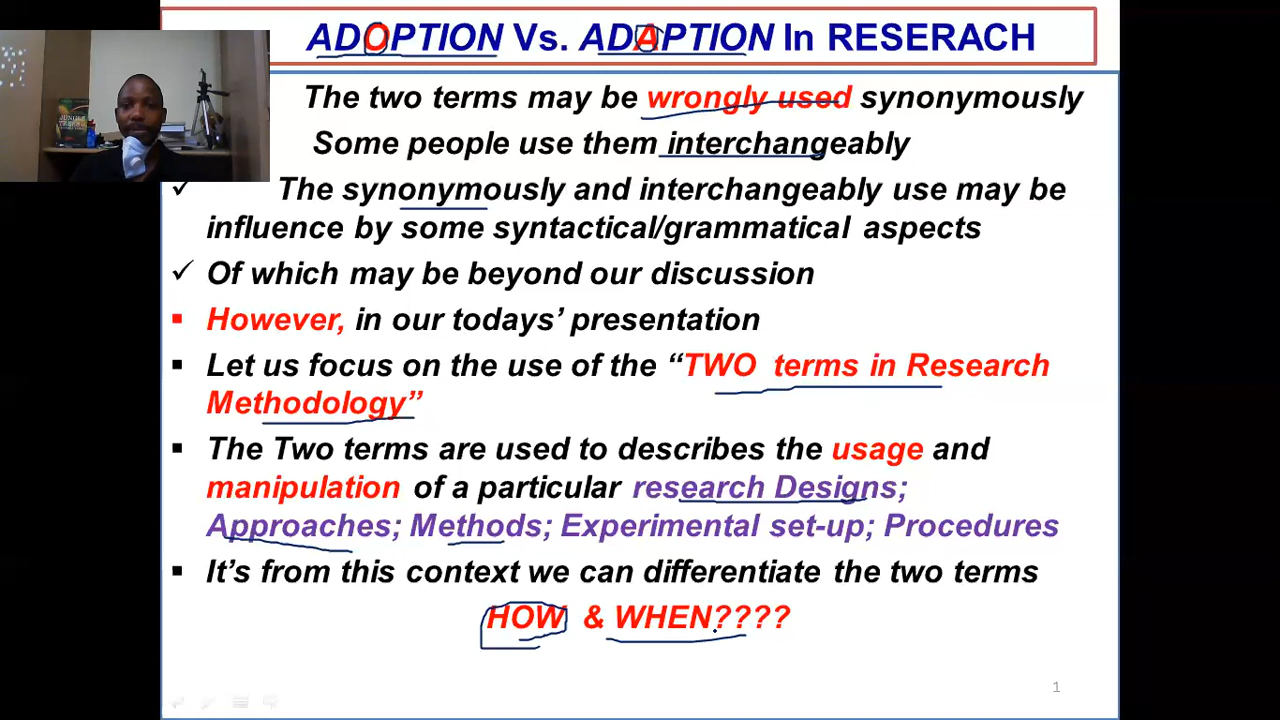 ADOPTION Vs. ADAPTION In RESERACH
The two terms may be wrongly used synonymously
Some people use them interchangeably
✓ The synonymously and interchangeably use may be
influence by some syntactical/grammatical aspects
✓ Of which may be beyond our discussion
▪ However, in our todays’ presentation
▪ Let us focus on the use of the “TWO terms in Research
Methodology”
▪ The Two terms are used to describes the usage and
manipulation of a particular research Designs;
Approaches; Methods; Experimental set-up; Procedures
▪ It’s from this context we can differentiate the two terms
HOW & WHEN????
1